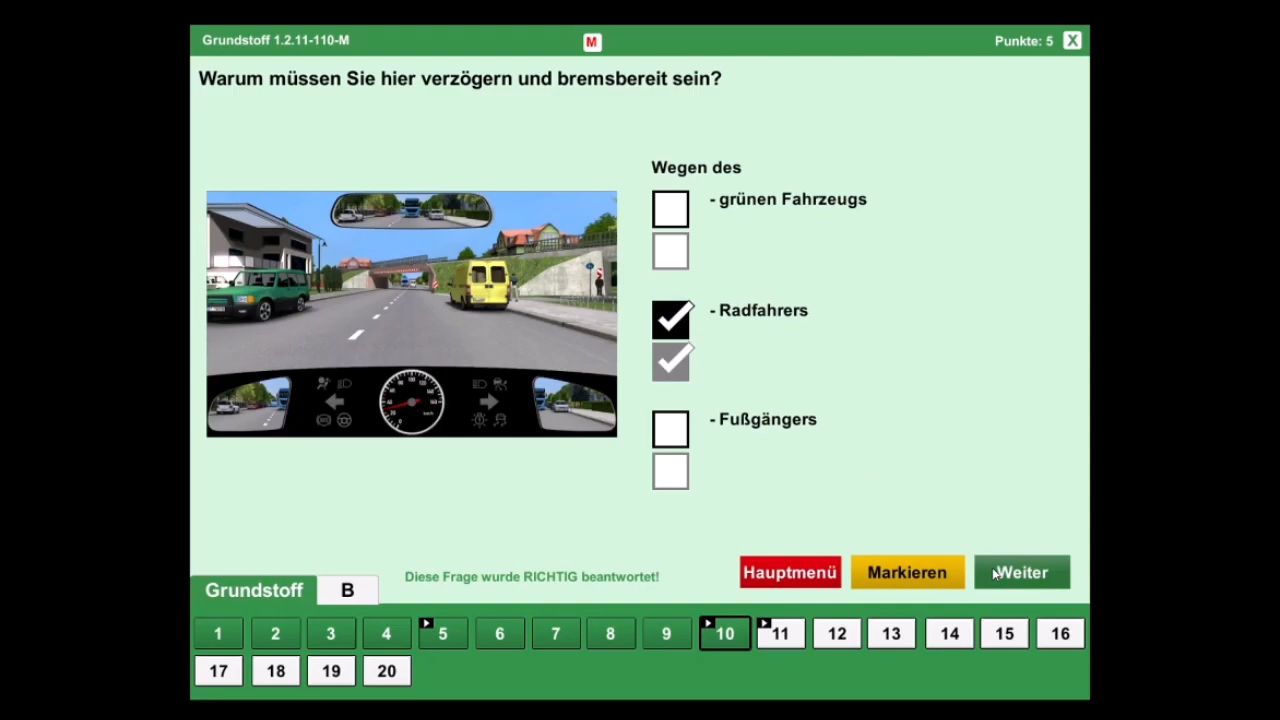 Grundstoff 1.2.11-110-M
M
Punkte: 5 X
Warum müssen Sie hier verzögern und bremsbereit sein?
Wegen des
- grünen Fahrzeugs
- Radfahrers
- Fußgängers
Diese Frage wurde RICHTIG beantwortet!
Hauptmenü
Markieren
Weiter
Grundstoff
B
1 2 3 4 5 6 7 8 9 10 11 12 13 14 15 16
17 18 19 20